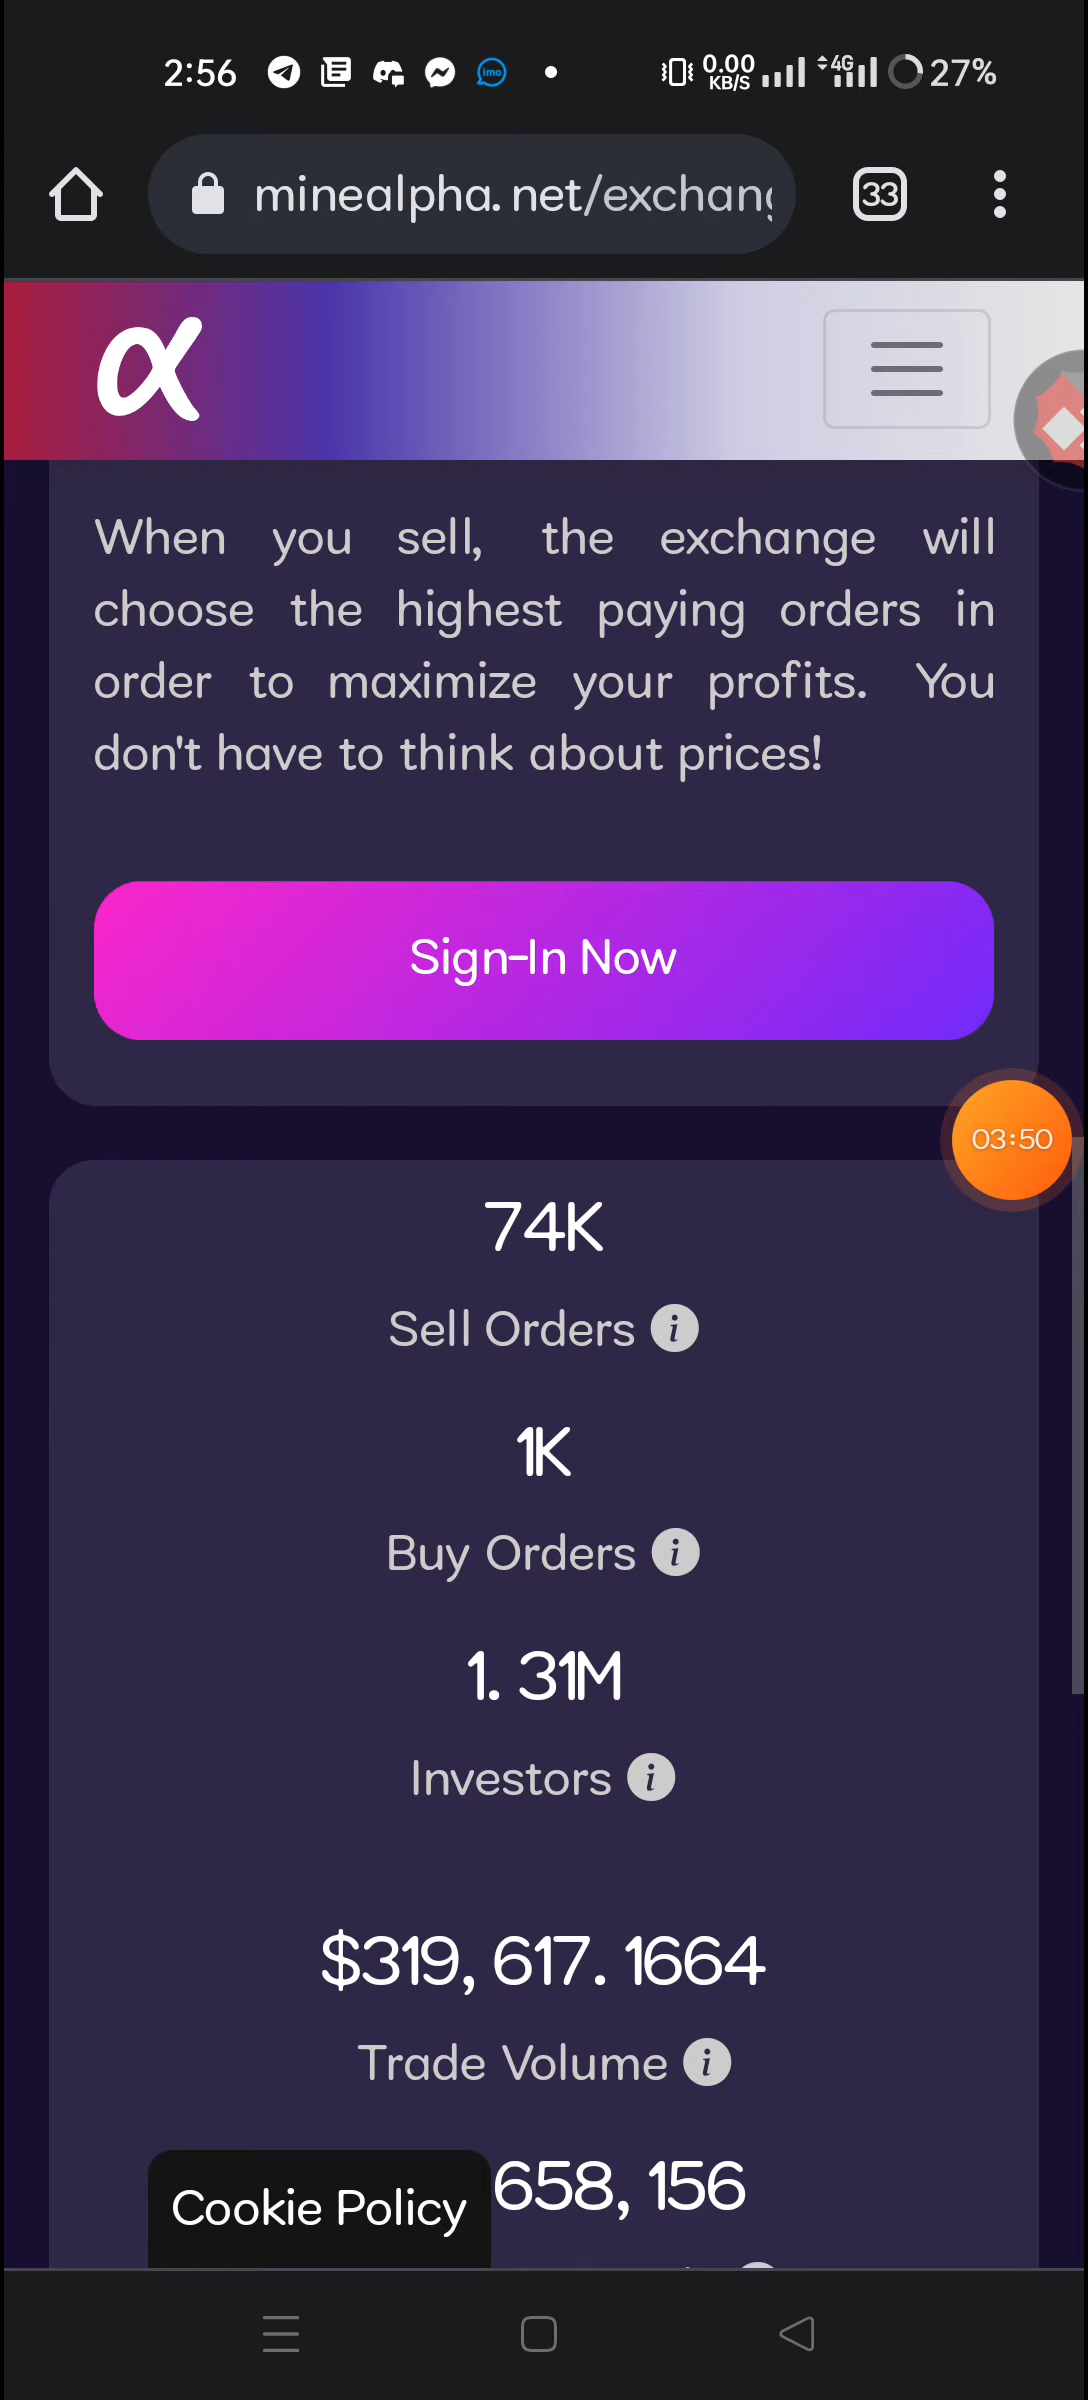 2:56 imo 0.00 KB/S 4G 27%
minealpha.net/exchang
33
α
When you sell, the exchange will
choose the highest paying orders in
order to maximize your profits. You
don't have to think about prices!
Sign-In Now
03:50
74K
Sell Orders i
1K
Buy Orders i
1.31M
Investors i
$319,617.1664
Trade Volume i
658,156
Cookie Policy